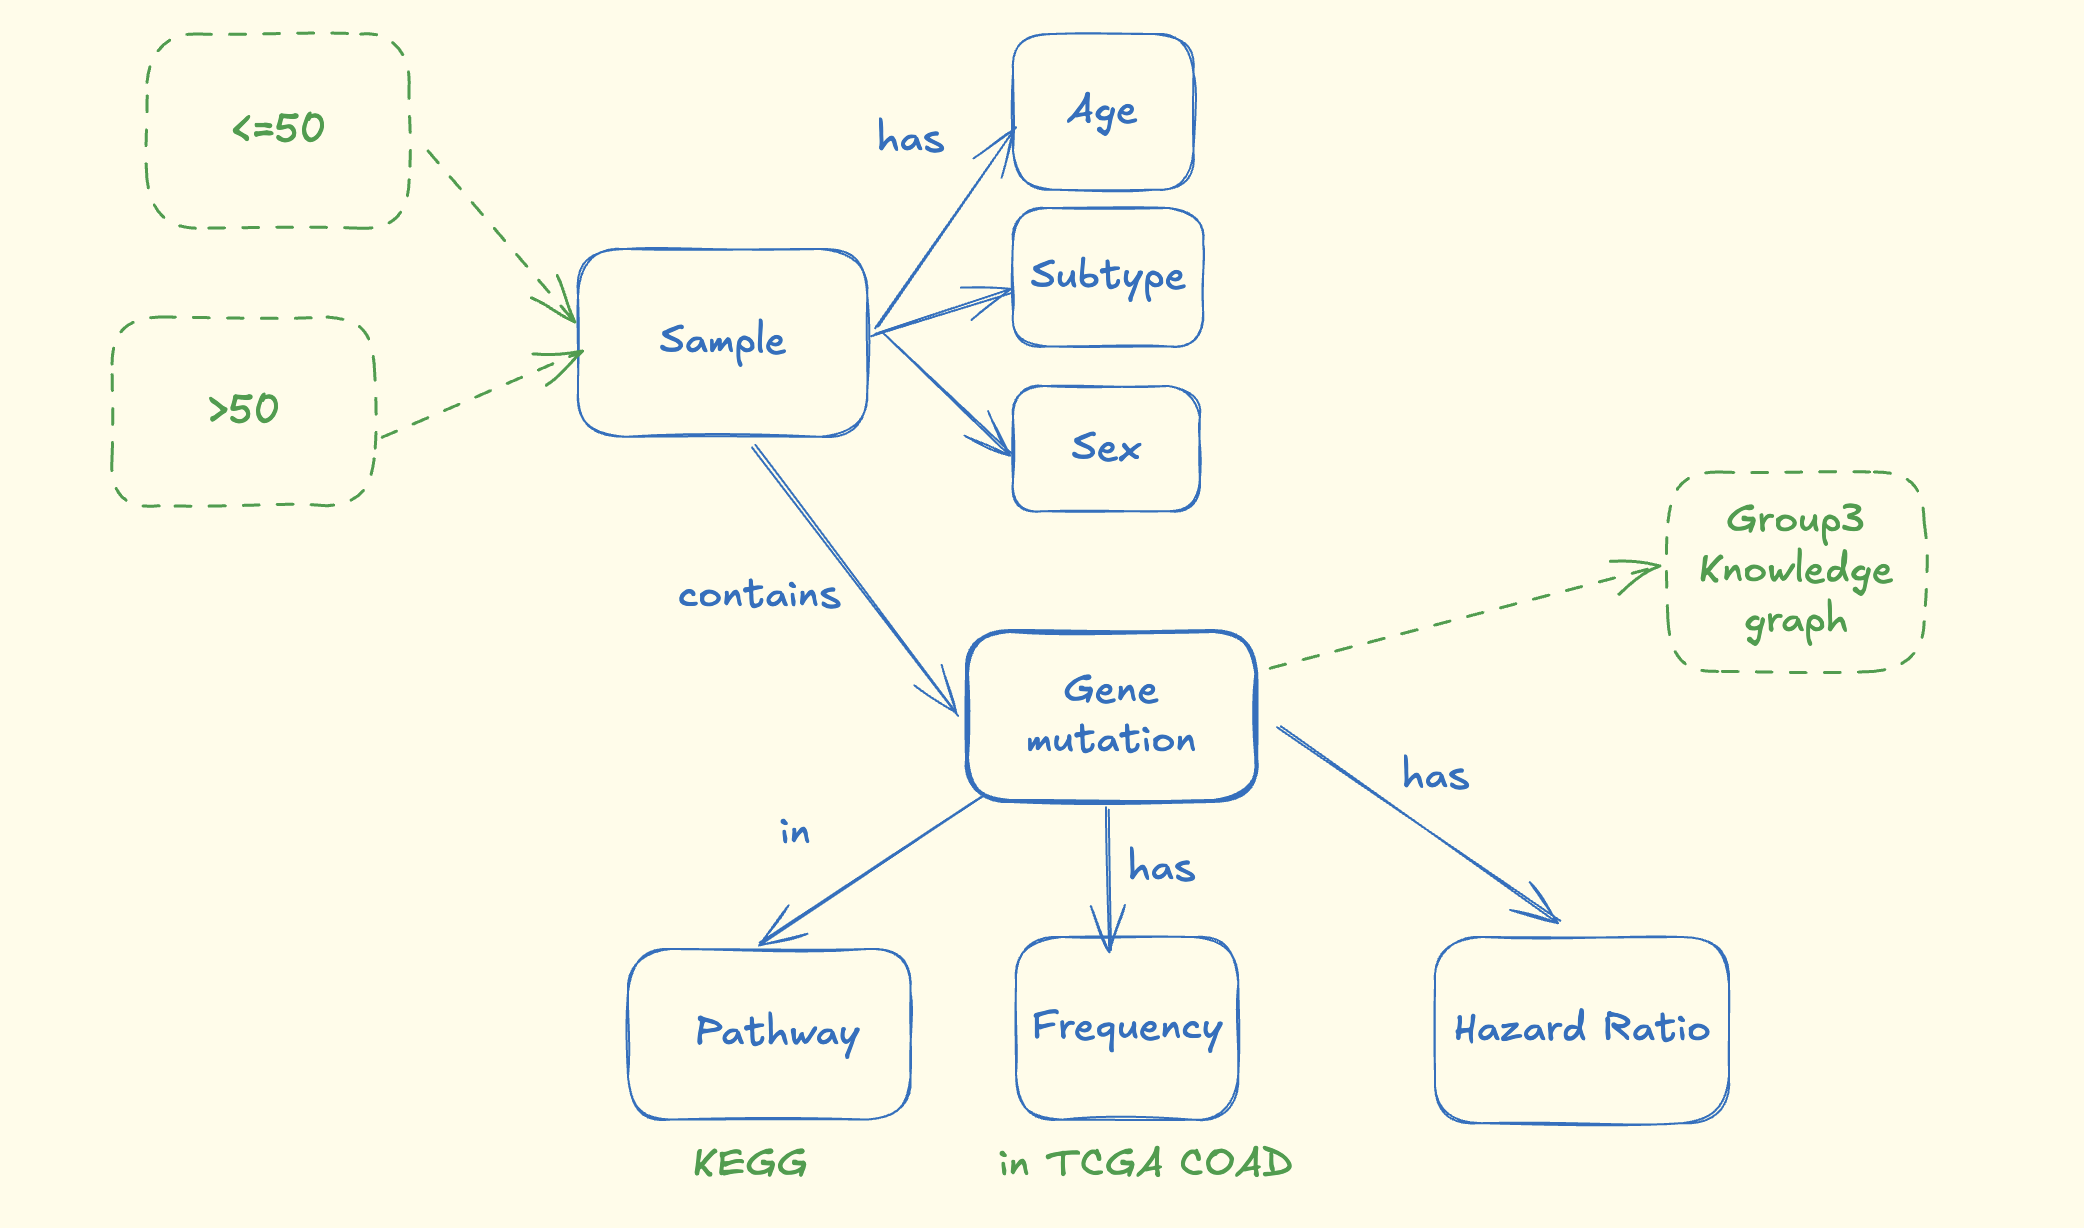 <=50
has
Age
Subtype
>50
Sample
Sex
Group3
Knowledge
graph
contains
Gene
mutation
has
in
has
Pathway
Frequency
Hazard Ratio
KEGG
in TCGA COAD